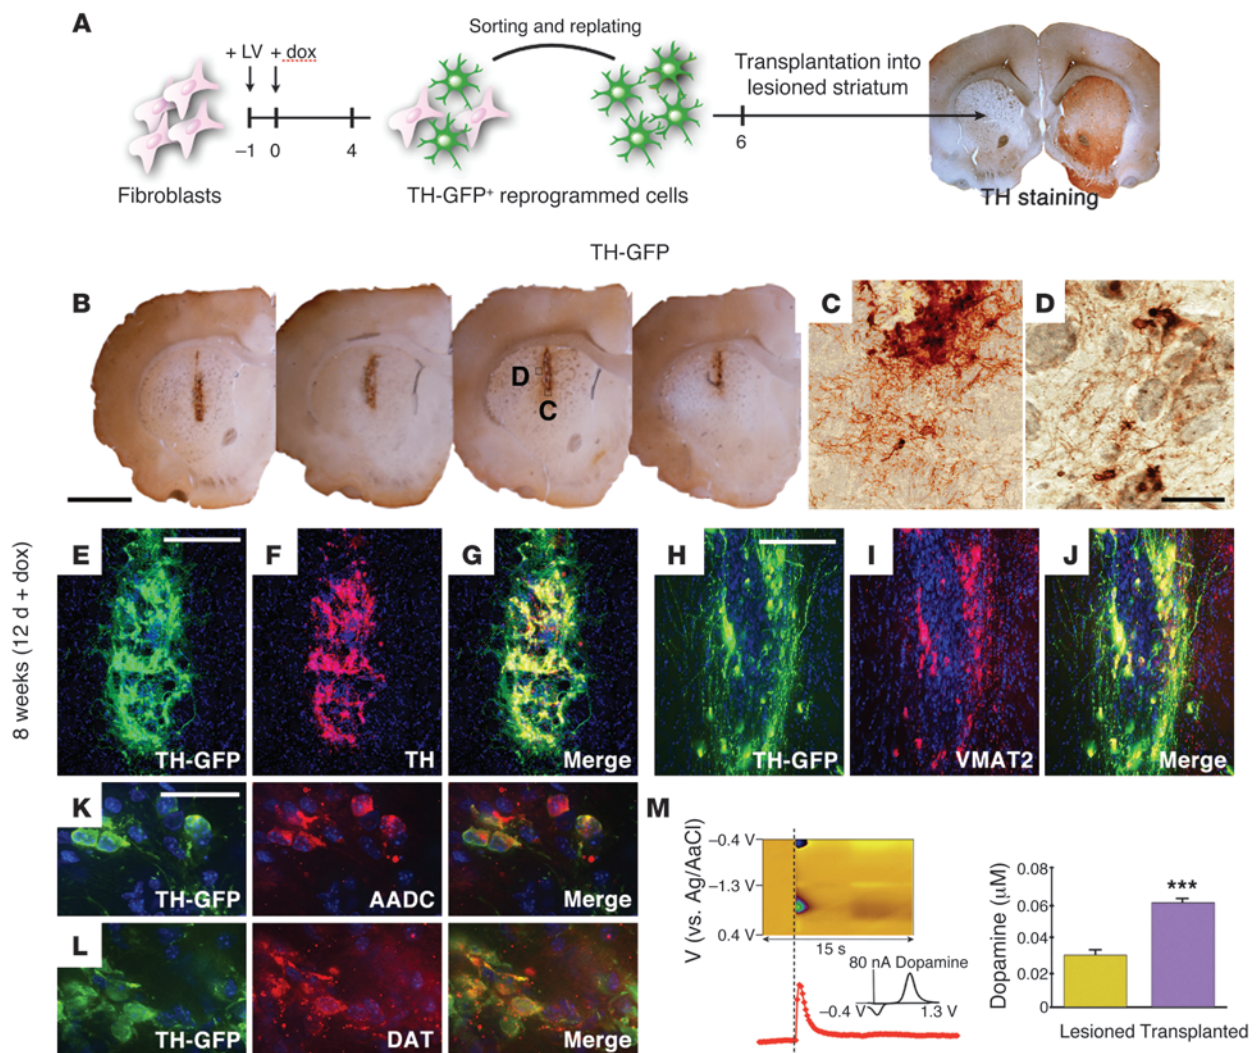 A
+ LV + dox
–1 0 4
Fibroblasts
Sorting and replating
TH-GFP+ reprogrammed cells
6
Transplantation into
lesioned striatum
TH staining
TH-GFP
B
D
C
C
D
8 weeks (12 d + dox)
E
TH-GFP
F
TH
G
Merge
H
TH-GFP
I
VMAT2
J
Merge
K
TH-GFP
AADC
Merge
L
TH-GFP
DAT
Merge
M
V (vs. Ag/AaCl)
–0.4 V
–1.3 V
0.4 V
15 s
80 nA Dopamine
–0.4 V 1.3 V
Dopamine (μM)
0.08
0.06
0.04
0.02
0
***
Lesioned Transplanted